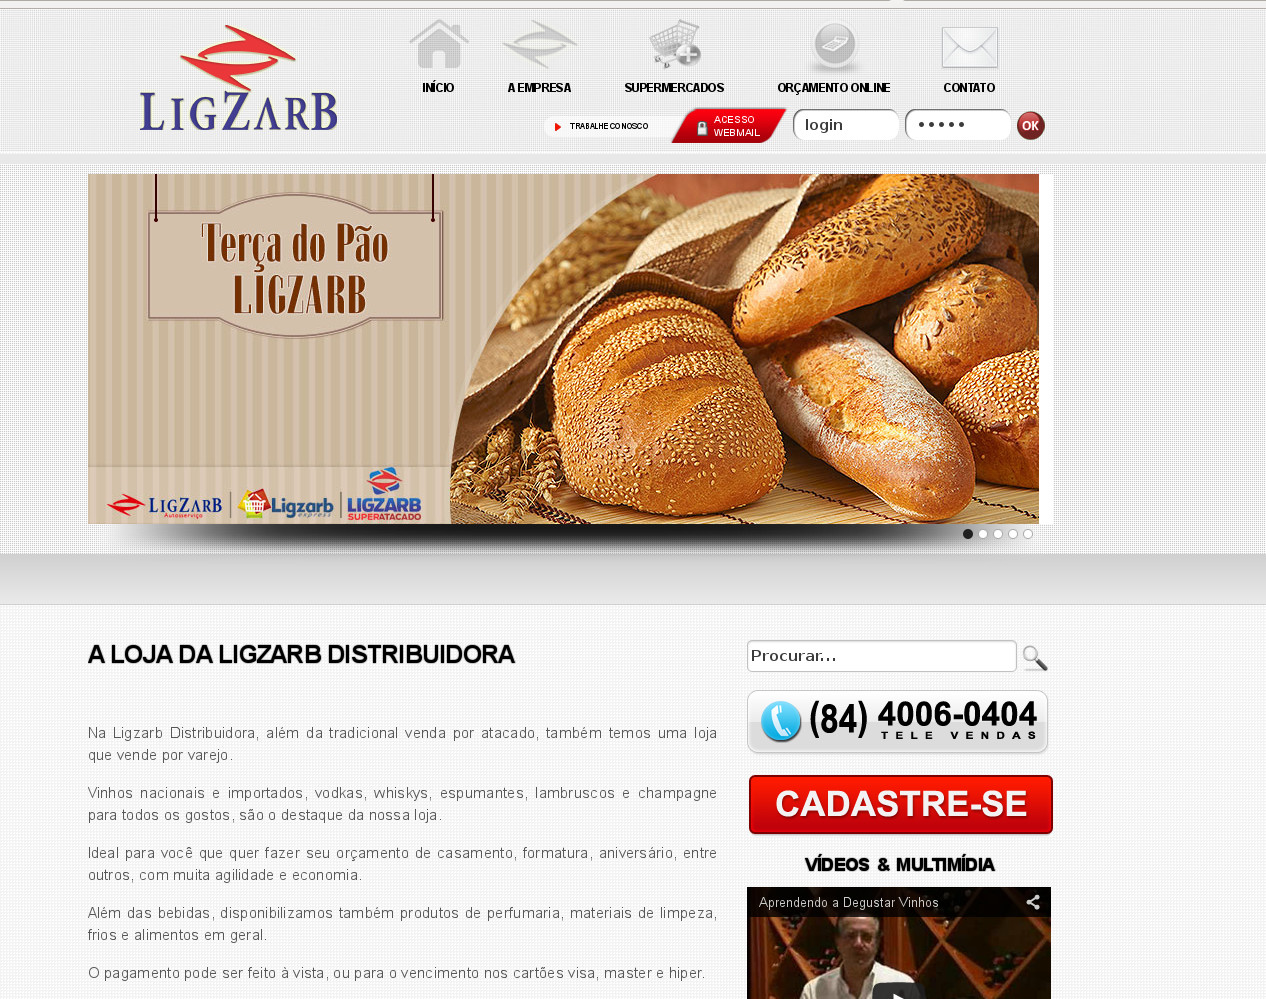 LIGZARB
INÍCIO
A EMPRESA
SUPERMERCADOS
ORÇAMENTO ONLINE
CONTATO
TRABALHE CONOSCO
ACESSO
WEBMAIL
login
•••••
OK
Terça do Pão
LIGZARB
LIGZARB
Autosserviço
Ligzarb
express
LIGZARB
SUPERATACADO
A LOJA DA LIGZARB DISTRIBUIDORA
Na Ligzarb Distribuidora, além da tradicional venda por atacado, também temos uma loja
que vende por varejo.
Vinhos nacionais e importados, vodkas, whiskys, espumantes, lambruscos e champagne
para todos os gostos, são o destaque da nossa loja.
Ideal para você que quer fazer seu orçamento de casamento, formatura, aniversário, entre
outros, com muita agilidade e economia.
Além das bebidas, disponibilizamos também produtos de perfumaria, materiais de limpeza,
frios e alimentos em geral.
O pagamento pode ser feito à vista, ou para o vencimento nos cartões visa, master e hiper.
Procurar...
(84) 4006-0404
TELE VENDAS
CADASTRE-SE
VÍDEOS & MULTIMÍDIA
Aprendendo a Degustar Vinhos